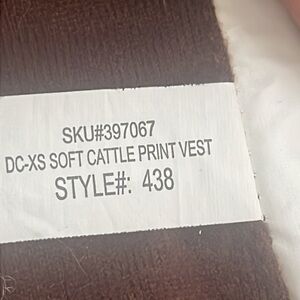 SKU#397067
DC-XS SOFT CATTLE PRINT VEST
STYLE#: 438